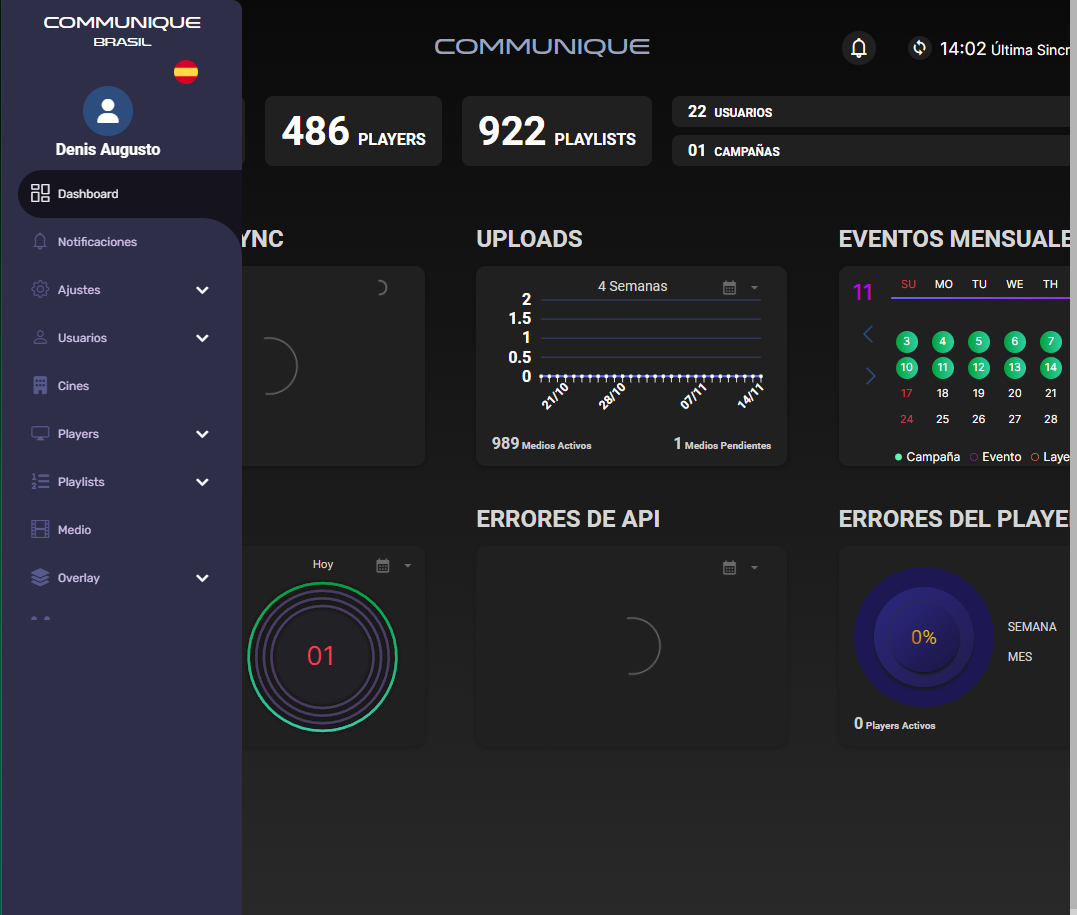 COMMUNIQUE
BRASIL
Denis Augusto
Dashboard
Notificaciones
Ajustes
Usuarios
Cines
Players
Playlists
Medio
Overlay
COMMUNIQUE
14:02 Última Sincr
486 PLAYERS
922 PLAYLISTS
22 USUARIOS
01 CAMPAÑAS
YNC
UPLOADS
4 Semanas
2
1.5
1
0.5
0
21/10 28/10 07/11 14/11
989 Medios Activos
1 Medios Pendientes
EVENTOS MENSUALE
11
SU MO TU WE TH
3 4 5 6 7
10 11 12 13 14
17 18 19 20 21
24 25 26 27 28
Campaña Evento Laye
Hoy
01
ERRORES DE API
ERRORES DEL PLAYE
0%
SEMANA
MES
0 Players Activos